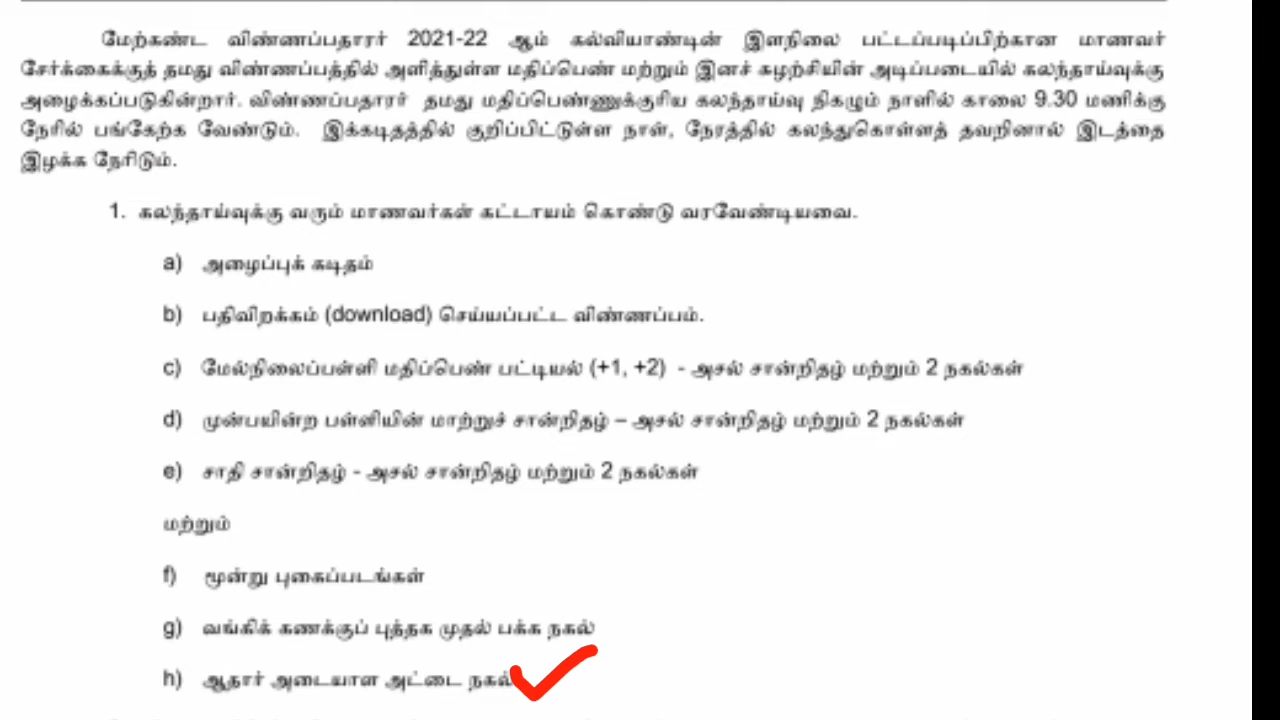 மேற்கண்ட விண்ணப்பதாரர் 2021-22 ஆம் கல்வியாண்டின் இளநிலை பட்டப்படிப்பிற்கான மாணவர்
சேர்க்கைக்குத் தமது விண்ணப்பத்தில் அளித்துள்ள மதிப்பெண் மற்றும் இனச் சுழற்சியின் அடிப்படையில் கலந்தாய்வுக்கு
அழைக்கப்படுகின்றார். விண்ணப்பதாரர் தமது மதிப்பெண்ணுக்குரிய கலந்தாய்வு நிகழும் நாளில் காலை 9.30 மணிக்கு
நேரில் பங்கேற்க வேண்டும். இக்கடிதத்தில் குறிப்பிட்டுள்ள நாள், நேரத்தில் கலந்துகொள்ளத் தவறினால் இடத்தை
இழக்க நேரிடும்.
1. கலந்தாய்வுக்கு வரும் மாணவர்கள் கட்டாயம் கொண்டு வரவேண்டியவை.
a) அழைப்புக் கடிதம்
b) பதிவிறக்கம் (download) செய்யப்பட்ட விண்ணப்பம்.
c) மேல்நிலைப்பள்ளி மதிப்பெண் பட்டியல் (+1, +2) - அசல் சான்றிதழ் மற்றும் 2 நகல்கள்
d) முன்பயின்ற பள்ளியின் மாற்றுச் சான்றிதழ் – அசல் சான்றிதழ் மற்றும் 2 நகல்கள்
e) சாதி சான்றிதழ் - அசல் சான்றிதழ் மற்றும் 2 நகல்கள்
மற்றும்
f) மூன்று புகைப்படங்கள்
g) வங்கிக் கணக்குப் புத்தக முதல் பக்க நகல்
h) ஆதார் அடையாள அட்டை நகல்